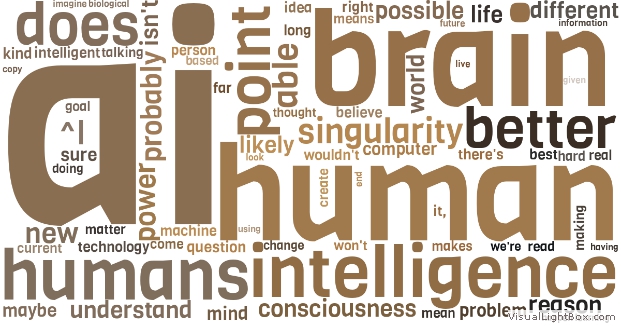 imagine biological
does
isn't
kind intelligent talking
copy
person
based
far
ai
goal
^|
sure
doing
probably
power
point
able
idea
long
right
means
possible
future
life
different
information
brain
live
world
given
thought
believe
singularity
better
likely
look
wouldn't
computer
there's
best
hard
real
human
create
end
it,
making
new
matter
machine
using
current
technology
come
question
change
won't
makes
we're
read
having
humans
intelligence
maybe
understand
mind
consciousness
mean
problem
reason
VisualLightBox.com